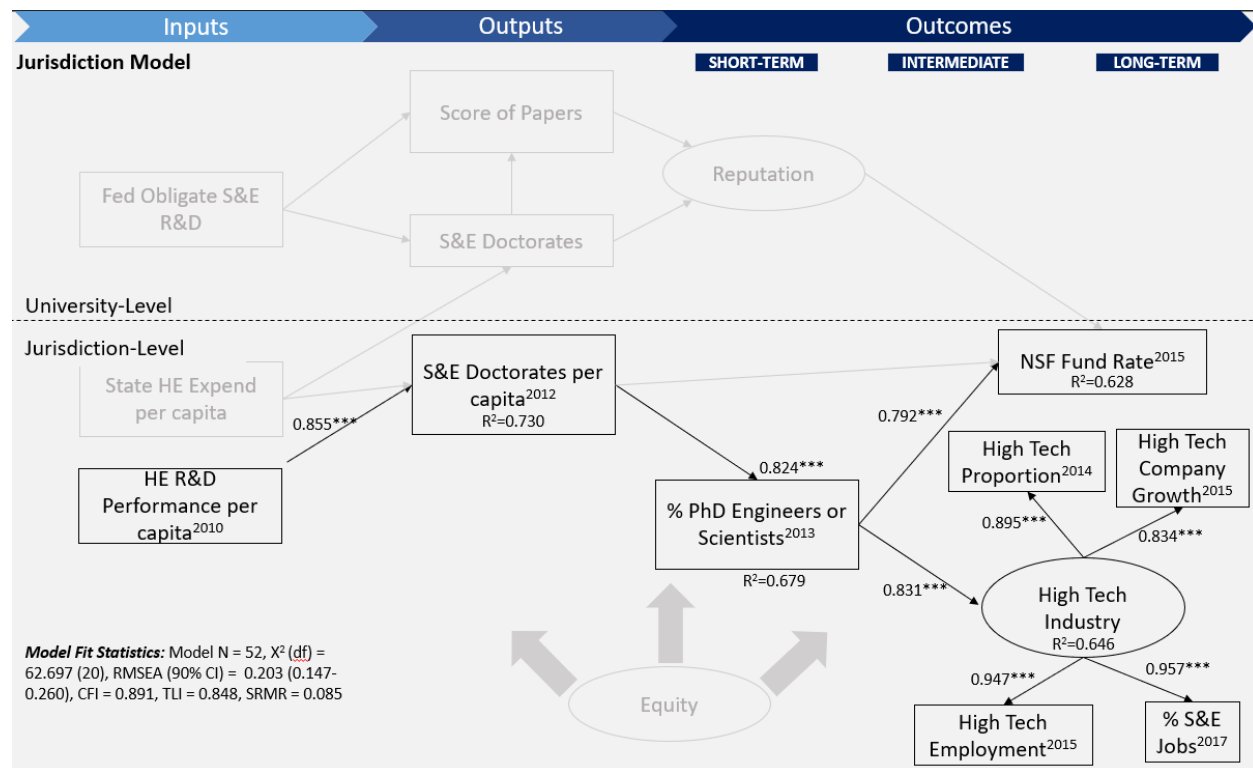 Inputs
Outputs
Outcomes
Jurisdiction Model
SHORT-TERM
INTERMEDIATE
LONG-TERM
Score of Papers
Reputation
Fed Obligate S&E
R&D
S&E Doctorates
University-Level
Jurisdiction-Level
State HE Expend
per capita
S&E Doctorates per
capita2012
R2=0.730
NSF Fund Rate2015
R2=0.628
0.855***
0.792***
HE R&D
Performance per
capita2010
0.824***
% PhD Engineers or
Scientists2013
R2=0.679
High Tech
Proportion2014
High Tech
Company
Growth2015
0.895***
0.834***
0.831***
High Tech
Industry
R2=0.646
Model Fit Statistics: Model N = 52, X2 (df) =
62.697 (20), RMSEA (90% CI) = 0.203 (0.147-
0.260), CFI = 0.891, TLI = 0.848, SRMR = 0.085
Equity
0.947***
0.957***
High Tech
Employment2015
% S&E
Jobs2017